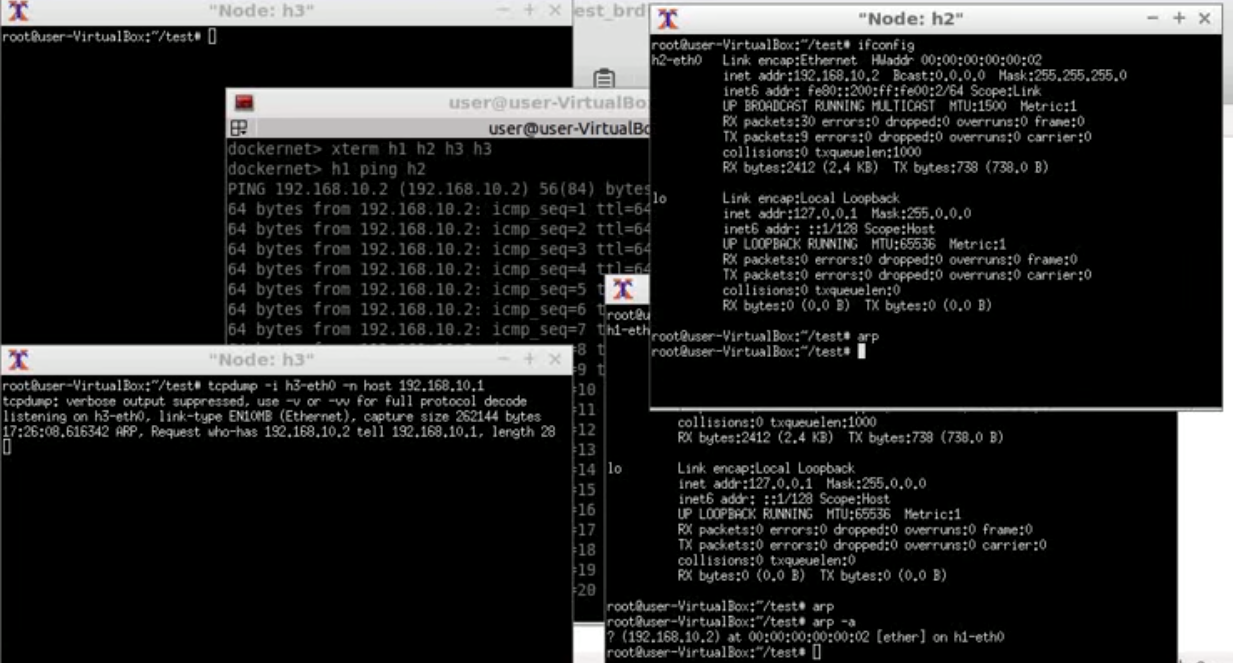 "Node: h3"
root@user-VirtualBox:"/test#
est_brd
user@user-VirtualBo
user@user-VirtualBo
dockernet> xterm h1 h2 h3 h3
dockernet> h1 ping h2
PING 192.168.10.2 (192.168.10.2) 56(84) bytes
64 bytes from 192.168.10.2: icmp_seq=1 ttl=64
64 bytes from 192.168.10.2: icmp_seq=2 ttl=64
64 bytes from 192.168.10.2: icmp_seq=3 ttl=64
64 bytes from 192.168.10.2: icmp_seq=4 ttl=64
64 bytes from 192.168.10.2: icmp_seq=5 t
64 bytes from 192.168.10.2: icmp_seq=6 t
64 bytes from 192.168.10.2: icmp_seq=7 t
=8 t
=9 t
=10
=11
=12
=13
=14
=15
=16
=17
=18
=19
=20
"Node: h2"
root@user-VirtualBox:~/test# ifconfig
h2-eth0 Link encap:Ethernet HWaddr 00:00:00:00:00:02
inet addr:192.168.10.2 Bcast:0.0.0.0 Mask:255.255.255.0
inet6 addr: fe80::200:ff:fe00:2/64 Scope:Link
UP BROADCAST RUNNING MULTICAST MTU:1500 Metric:1
RX packets:30 errors:0 dropped:0 overruns:0 frame:0
TX packets:9 errors:0 dropped:0 overruns:0 carrier:0
collisions:0 txqueuelen:1000
RX bytes:2412 (2.4 KB) TX bytes:738 (738.0 B)
lo Link encap:Local Loopback
inet addr:127.0.0.1 Mask:255.0.0.0
inet6 addr: ::1/128 Scope:Host
UP LOOPBACK RUNNING MTU:65536 Metric:1
RX packets:0 errors:0 dropped:0 overruns:0 frame:0
TX packets:0 errors:0 dropped:0 overruns:0 carrier:0
collisions:0 txqueuelen:0
RX bytes:0 (0.0 B) TX bytes:0 (0.0 B)
root@user-VirtualBox:~/test# arp
root@user-VirtualBox:~/test#
"Node: h3"
root@user-VirtualBox:~/test# tcpdump -i h3-eth0 -n host 192.168.10.1
tcpdump: verbose output suppressed, use -v or -vv for full protocol decode
listening on h3-eth0, link-type EN10MB (Ethernet), capture size 262144 bytes
17:26:08.616342 ARP, Request who-has 192.168.10.2 tell 192.168.10.1, length 28
root@u
h1-eth
collisions:0 txqueuelen:1000
RX bytes:2412 (2.4 KB) TX bytes:738 (738.0 B)
lo Link encap:Local Loopback
inet addr:127.0.0.1 Mask:255.0.0.0
inet6 addr: ::1/128 Scope:Host
UP LOOPBACK RUNNING MTU:65536 Metric:1
RX packets:0 errors:0 dropped:0 overruns:0 frame:0
TX packets:0 errors:0 dropped:0 overruns:0 carrier:0
collisions:0 txqueuelen:0
RX bytes:0 (0.0 B) TX bytes:0 (0.0 B)
root@user-VirtualBox:~/test# arp
root@user-VirtualBox:~/test# arp -a
? (192.168.10.2) at 00:00:00:00:00:02 [ether] on h1-eth0
root@user-VirtualBox:~/test#